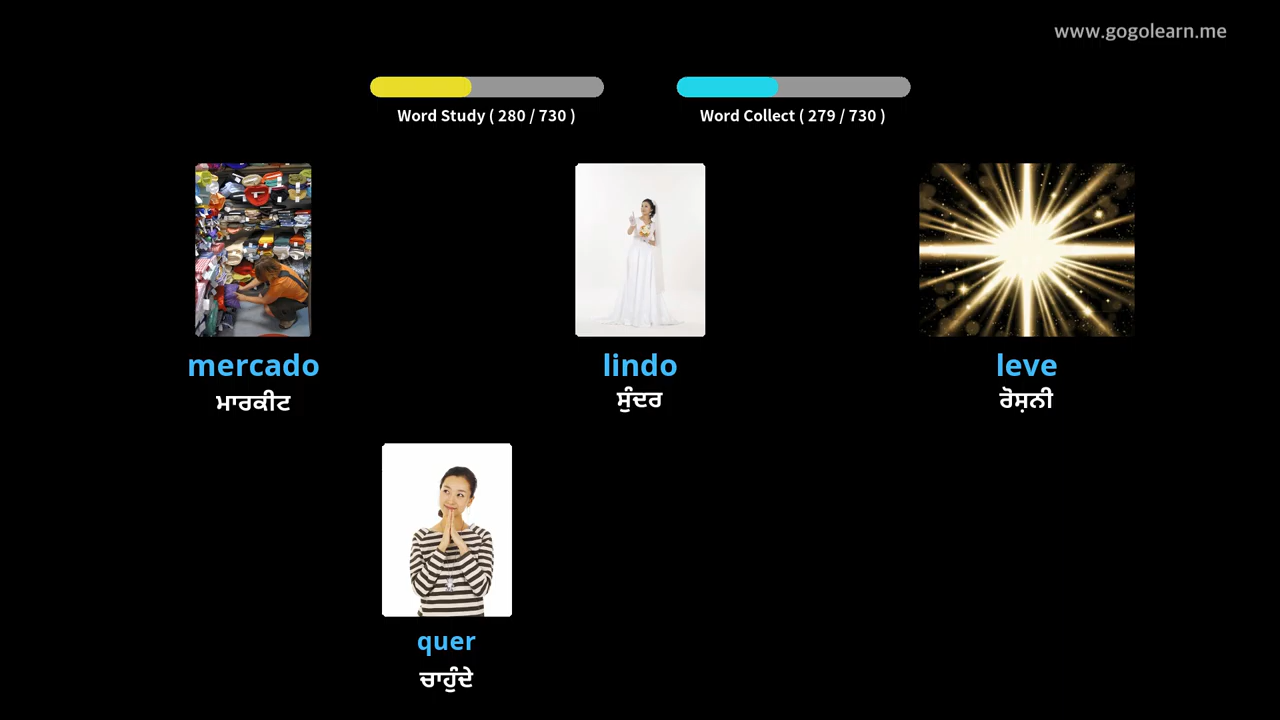 www.gogolearn.me
Word Study ( 280 / 730 )
Word Collect ( 279 / 730 )
mercado
ਮਾਰਕੀਟ
lindo
ਸੁੰਦਰ
leve
ਰੋਸ਼ਨੀ
quer
ਚਾਹੁੰਦੇ